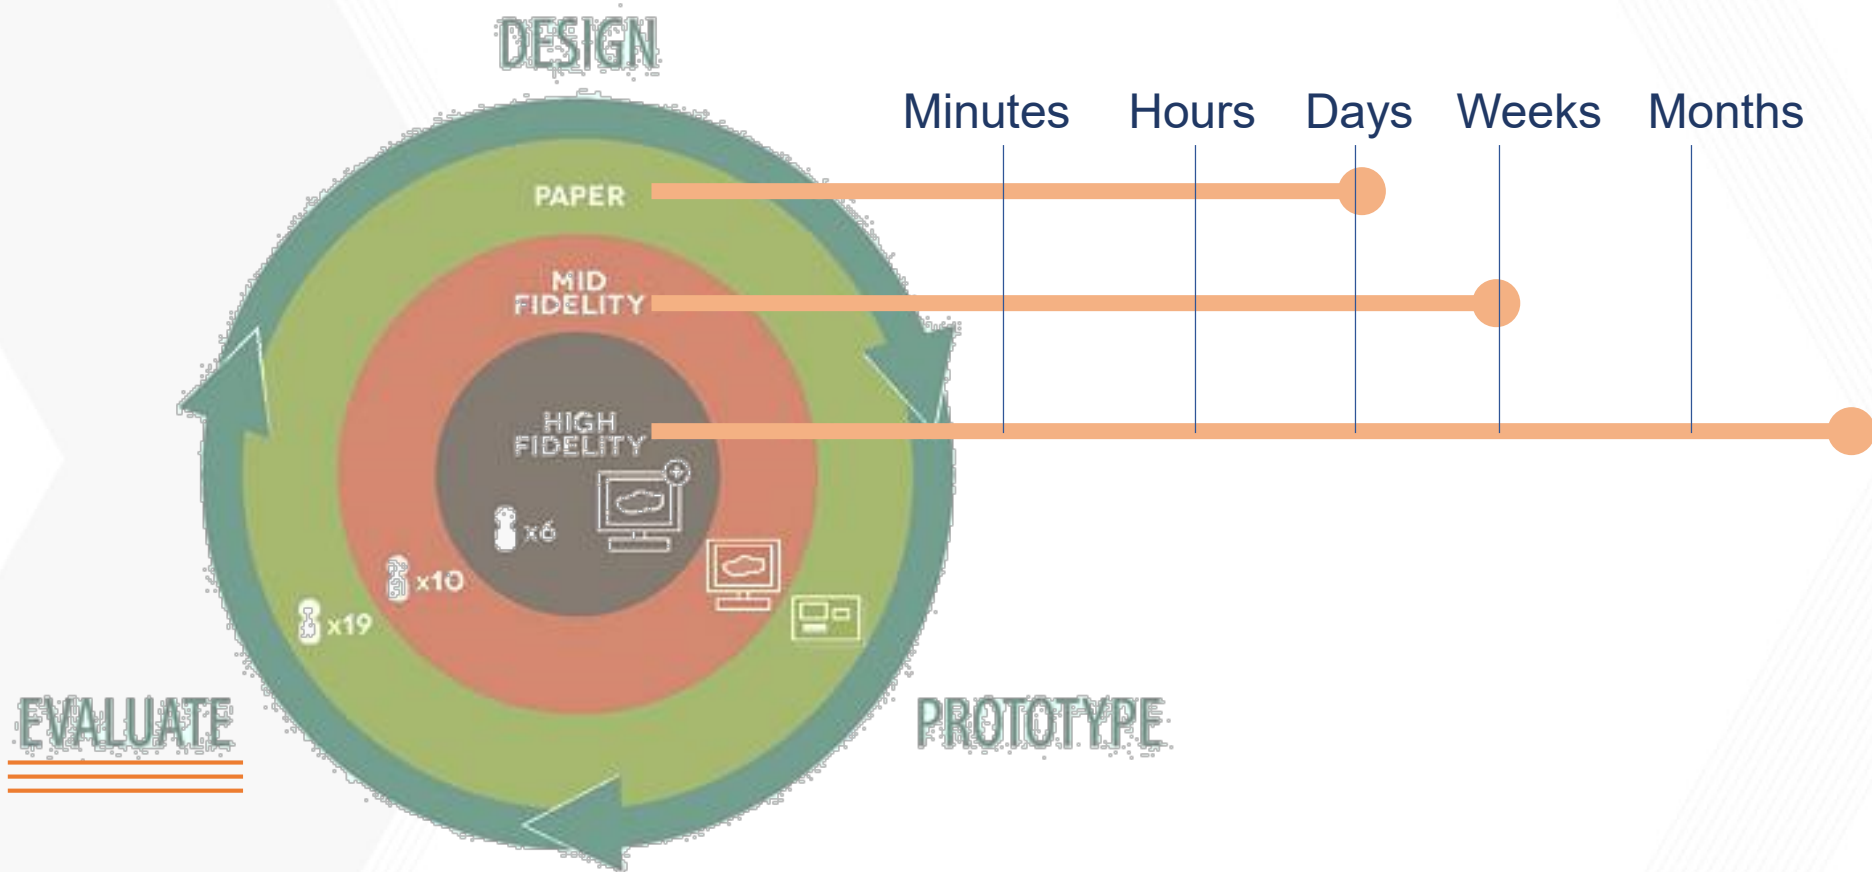 DESIGN
Minutes Hours Days Weeks Months
PAPER
MID
FIDELITY
HIGH
FIDELITY
x6
x10
x19
EVALUATE
PROTOTYPE